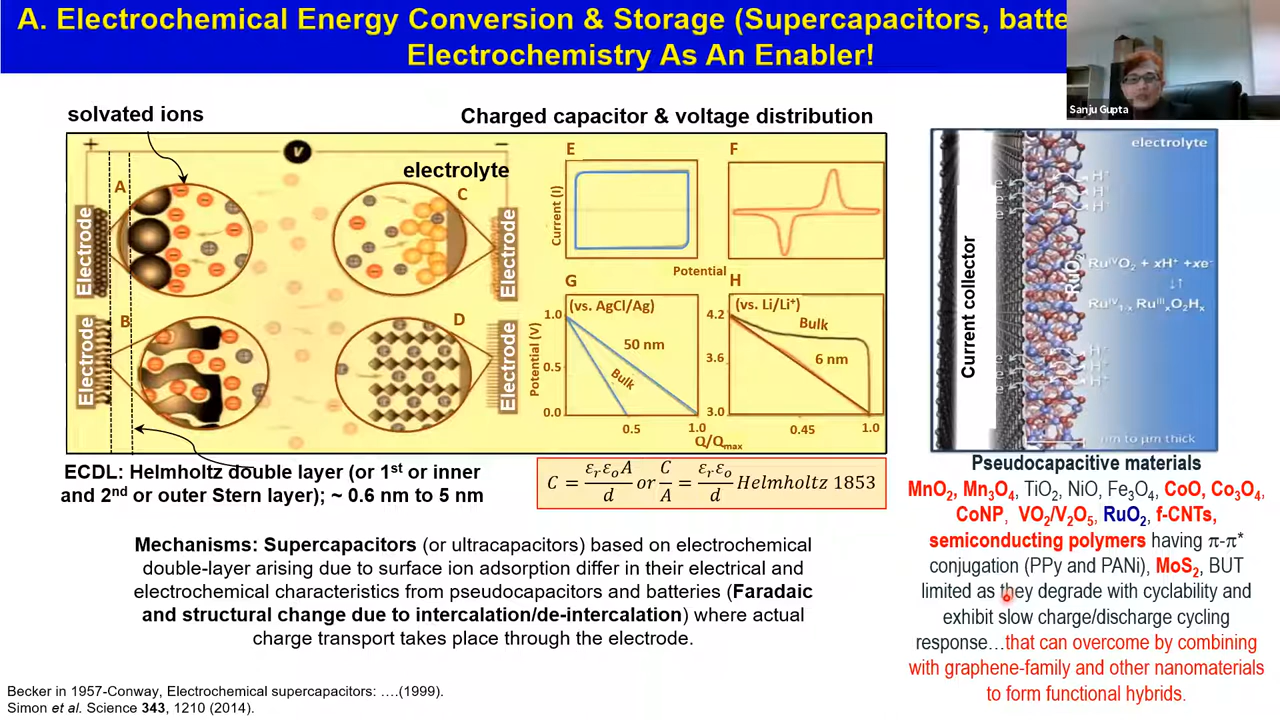 A. Electrochemical Energy Conversion & Storage (Supercapacitors, batte
Electrochemistry As An Enabler!
Sanju Gupta
solvated ions
Charged capacitor & voltage distribution
+
V
−
electrolyte
A
B
C
D
Electrode
Electrode
Electrode
Electrode
E
F
Current (I)
Potential
G
H
(vs. AgCl/Ag)
(vs. Li/Li⁺)
Potential (V)
1.0
0.5
0.0
50 nm
Bulk
0.5
1.0
4.2
3.6
3.0
Bulk
6 nm
0.45
1.0
Q/Qₘₐₓ
ECDL: Helmholtz double layer (or 1st or inner
and 2nd or outer Stern layer); ~ 0.6 nm to 5 nm
C = εᵣεₒA/d or C/A = εᵣεₒ/d Helmholtz 1853
Mechanisms: Supercapacitors (or ultracapacitors) based on electrochemical
double-layer arising due to surface ion adsorption differ in their electrical and
electrochemical characteristics from pseudocapacitors and batteries (Faradaic
and structural change due to intercalation/de-intercalation) where actual
charge transport takes place through the electrode.
Becker in 1957-Conway, Electrochemical supercapacitors: ….(1999).
Simon et al. Science 343, 1210 (2014).
Current collector
electrolyte
H⁺
H⁺
H⁺
RuO₂
RuᴵⱽO₂ + xH⁺ +xe⁻
↓↑
Ruᴵⱽ₁₋ₓ Ruᴵᴵᴵₓ O₂Hₓ
H⁺
H⁺
H⁺
nm to µm thick
Pseudocapacitive materials
MnO₂, Mn₃O₄, TiO₂, NiO, Fe₃O₄, CoO, Co₃O₄,
CoNP, VO₂/V₂O₅, RuO₂, f-CNTs,
semiconducting polymers having π-π*
conjugation (PPy and PANi), MoS₂, BUT
limited as they degrade with cyclability and
exhibit slow charge/discharge cycling
response…that can overcome by combining
with graphene-family and other nanomaterials
to form functional hybrids.